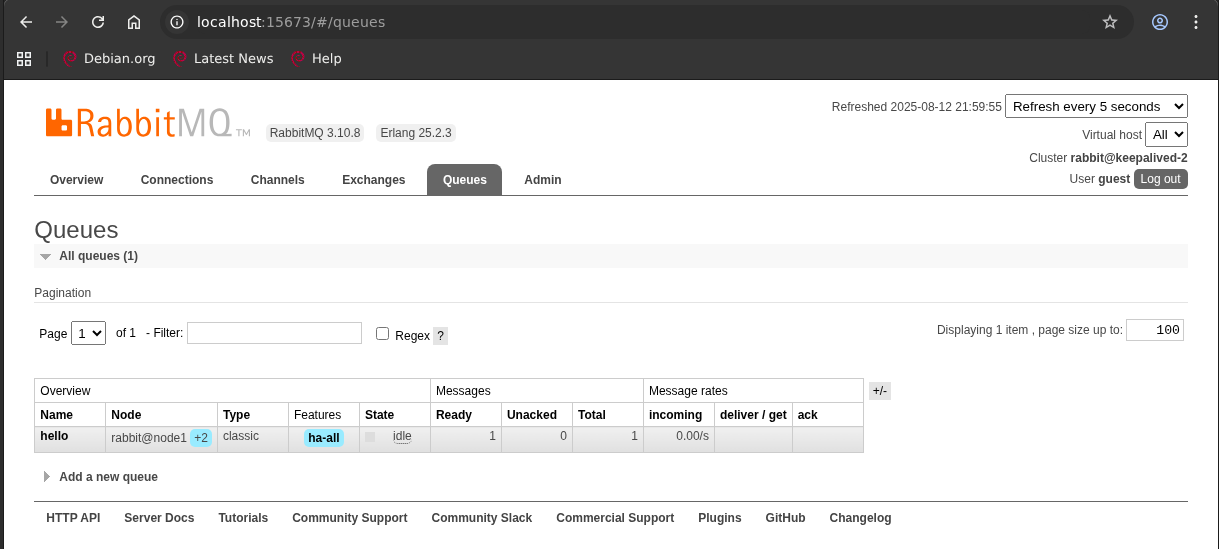 localhost:15673/#/queues
Debian.org Latest News Help
Refreshed 2025-08-12 21:59:55 Refresh every 5 seconds
RabbitMQ TM RabbitMQ 3.10.8 Erlang 25.2.3
Virtual host All
Cluster rabbit@keepalived-2
User guest Log out
Overview Connections Channels Exchanges Queues Admin
Queues
All queues (1)
Pagination
Page 1 of 1 - Filter: Regex ? Displaying 1 item , page size up to: 100
Overview Messages Message rates +/-
Name Node Type Features State Ready Unacked Total incoming deliver / get ack
hello rabbit@node1 +2 classic ha-all idle 1 0 1 0.00/s
Add a new queue
HTTP API Server Docs Tutorials Community Support Community Slack Commercial Support Plugins GitHub Changelog